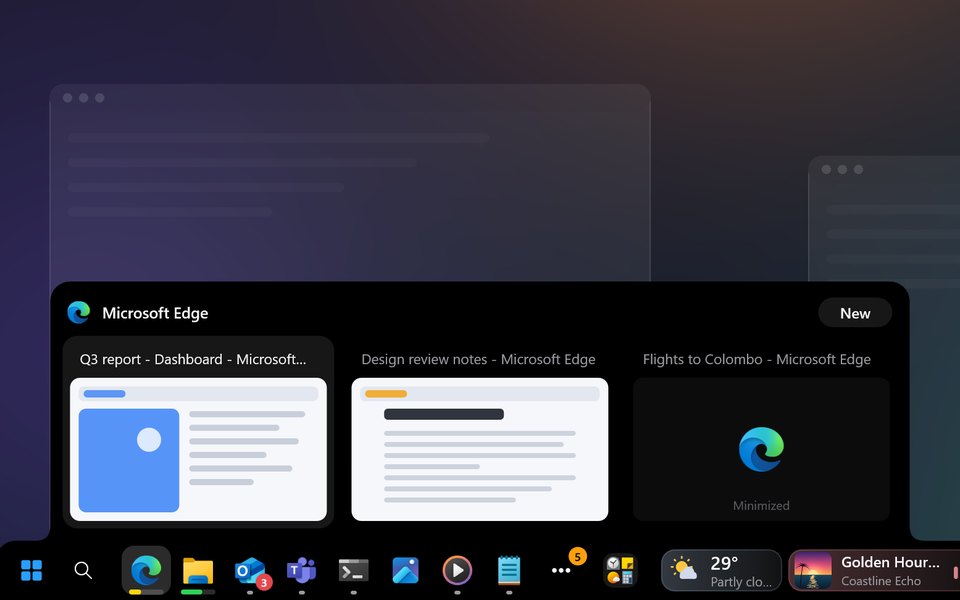 Microsoft Edge
New
Q3 report - Dashboard - Microsoft...
Design review notes - Microsoft Edge
Flights to Colombo - Microsoft Edge
Minimized
3
5
29°
Partly clo...
Golden Hour...
Coastline Echo